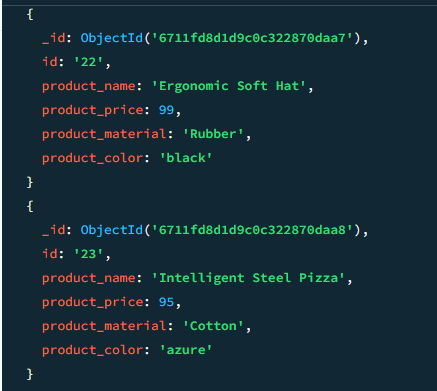 {
_id: ObjectId('6711fd8d1d9c0c322870daa7'),
id: '22',
product_name: 'Ergonomic Soft Hat',
product_price: 99,
product_material: 'Rubber',
product_color: 'black'
}
{
_id: ObjectId('6711fd8d1d9c0c322870daa8'),
id: '23',
product_name: 'Intelligent Steel Pizza',
product_price: 95,
product_material: 'Cotton',
product_color: 'azure'
}